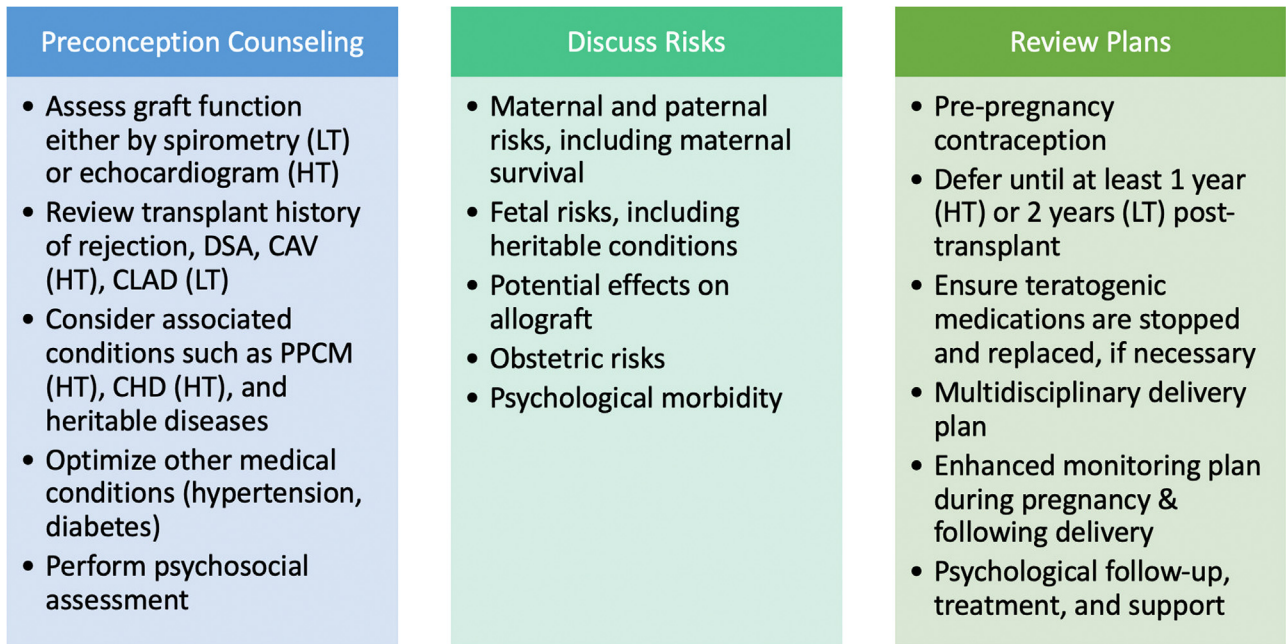 Preconception Counseling
• Assess graft function
either by spirometry (LT)
or echocardiogram (HT)
• Review transplant history
of rejection, DSA, CAV
(HT), CLAD (LT)
• Consider associated
conditions such as PPCM
(HT), CHD (HT), and
heritable diseases
• Optimize other medical
conditions (hypertension,
diabetes)
• Perform psychosocial
assessment
Discuss Risks
• Maternal and paternal
risks, including maternal
survival
• Fetal risks, including
heritable conditions
• Potential effects on
allograft
• Obstetric risks
• Psychological morbidity
Review Plans
• Pre-pregnancy
contraception
• Defer until at least 1 year
(HT) or 2 years (LT) post-
transplant
• Ensure teratogenic
medications are stopped
and replaced, if necessary
• Multidisciplinary delivery
plan
• Enhanced monitoring plan
during pregnancy &
following delivery
• Psychological follow-up,
treatment, and support